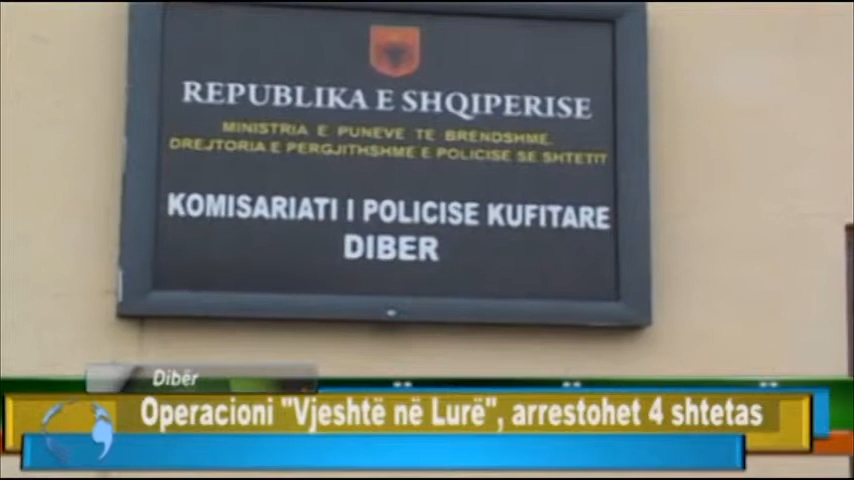 REPUBLIKA E SHQIPERISE
MINISTRIA E PUNEVE TE BRENDSHME
DREJTORIA E PERGJITHSHME E POLICISE SE SHTETIT
KOMISARIATI I POLICISE KUFITARE
DIBER
Dibër
Operacioni "Vjeshtë në Lurë", arrestohet 4 shtetas